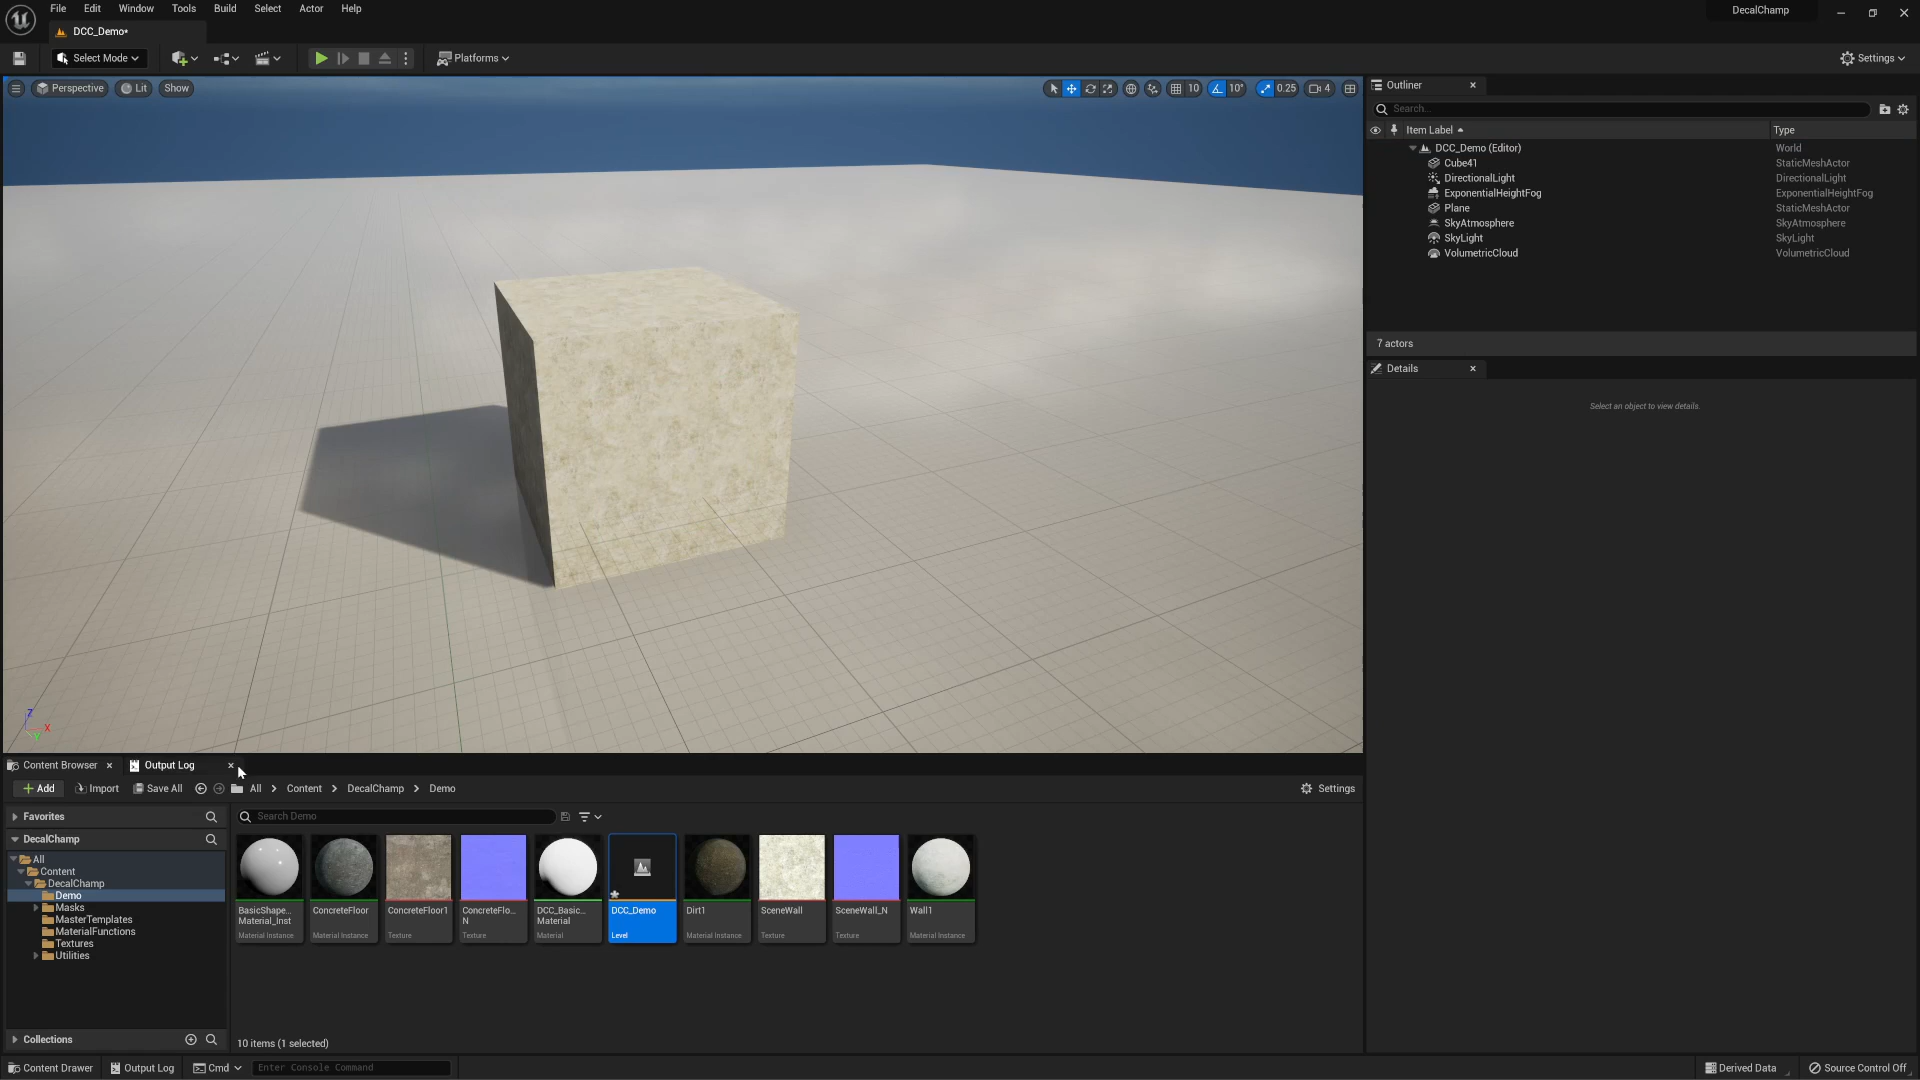 File Edit Window Tools Build Select Actor Help
DecalChamp
DCC_Demo•
Select Mode
Platforms
Settings
Perspective Lit Show
10 10° 0.25 4
Outliner
Search...
Item Label Type
DCC_Demo (Editor) World
Cube41 StaticMeshActor
DirectionalLight DirectionalLight
ExponentialHeightFog ExponentialHeightFog
Plane StaticMeshActor
SkyAtmosphere SkyAtmosphere
SkyLight SkyLight
VolumetricCloud VolumetricCloud
7 actors
Details
Select an object to view details.
Z
X
Y
Content Browser Output Log
Add Import Save All All Content DecalChamp Demo Settings
Favorites
Search Demo
DecalChamp
All
Content
DecalChamp
Demo
Masks
MasterTemplates
MaterialFunctions
Textures
Utilities
BasicShape... ConcreteFloor ConcreteFloor1 ConcreteFlo... DCC_Basic... DCC_Demo Dirt1 SceneWall SceneWall_N Wall1
Material_Inst N Material
Material Instance Material Instance Texture Texture Material Level Material Instance Texture Texture Material Instance
Collections
10 items (1 selected)
Content Drawer Output Log Cmd Enter Console Command Derived Data Source Control Off